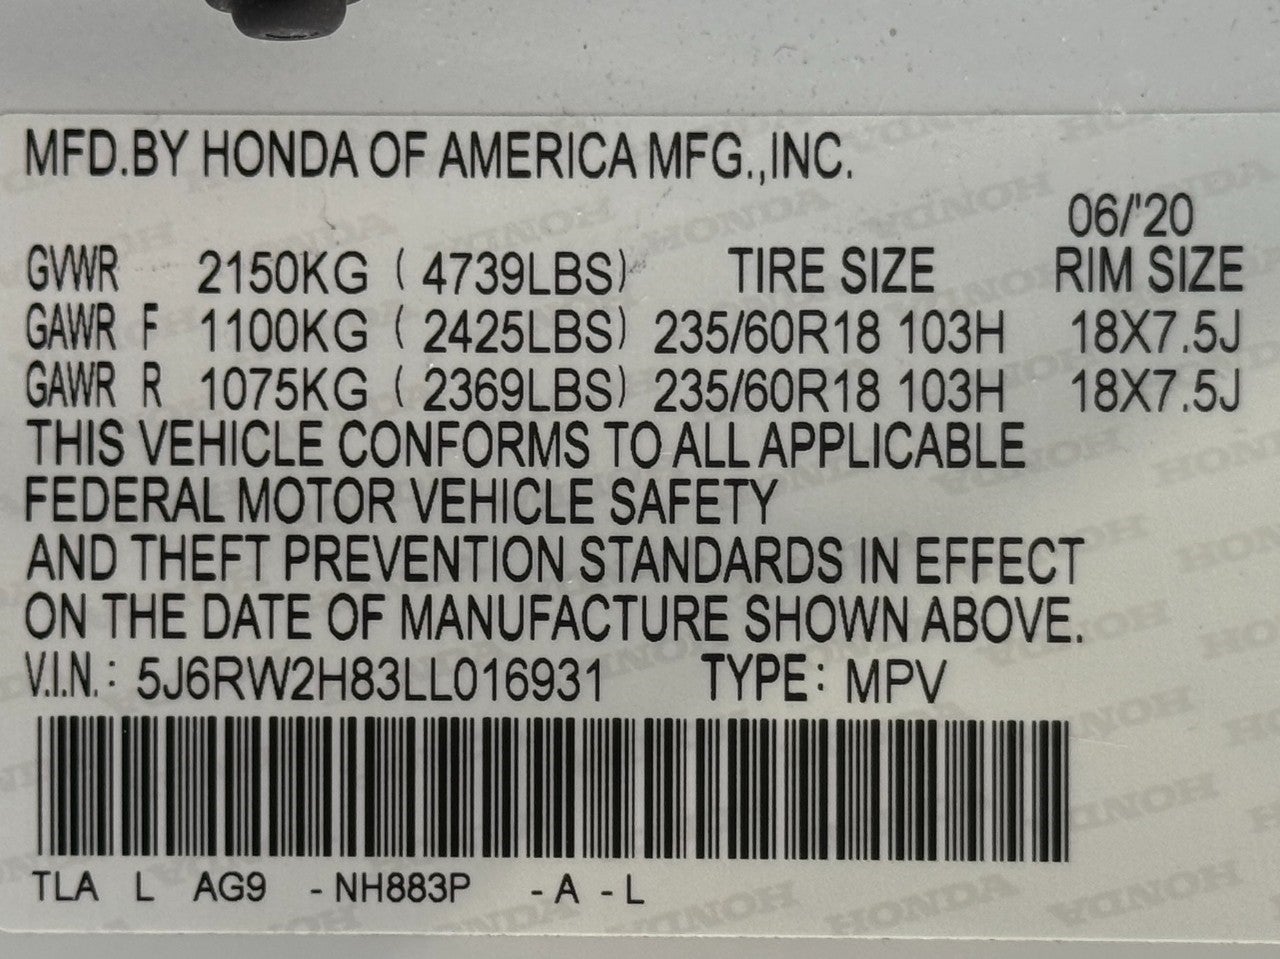 MFD.BY HONDA OF AMERICA MFG.,INC.
06/'20
GVWR 2150KG ( 4739LBS) TIRE SIZE RIM SIZE
GAWR F 1100KG ( 2425LBS) 235/60R18 103H 18X7.5J
GAWR R 1075KG ( 2369LBS) 235/60R18 103H 18X7.5J
THIS VEHICLE CONFORMS TO ALL APPLICABLE
FEDERAL MOTOR VEHICLE SAFETY
AND THEFT PREVENTION STANDARDS IN EFFECT
ON THE DATE OF MANUFACTURE SHOWN ABOVE.
V.I.N.: 5J6RW2H83LL016931 TYPE: MPV
TLA L AG9 -NH883P -A -L